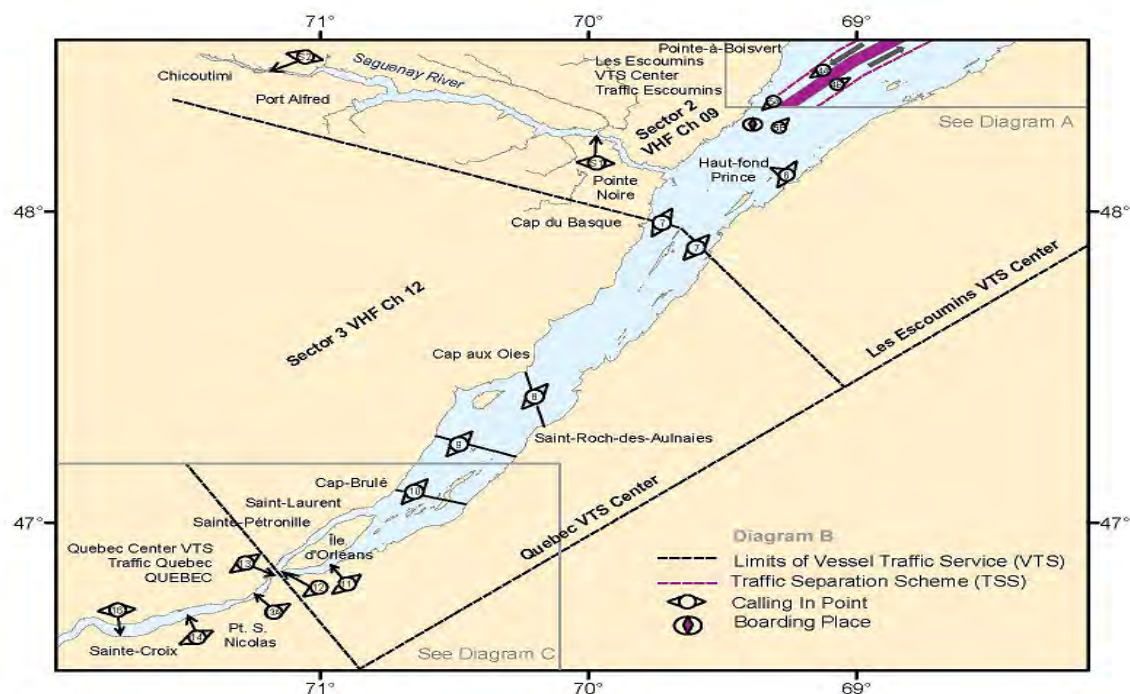 71°
70°
69°
Pointe-à-Boisvert
Les Escoumins
VTS Center
Traffic Escoumins
Chicoutimi
Saguenay River
Port Alfred
Sector 2
VHF Ch 09
See Diagram A
Haut-fond
Prince
6
Pointe
Noire
48°
48°
Cap du Basque
7
7
Sector 3 VHF Ch 12
Les Escoumins VTS Center
Cap aux Oies
8
Saint-Roch-des-Aulnaies
9
Cap-Brulé
10
Saint-Laurent
Sainte-Pétronille
47°
47°
Quebec VTS Center
Île
d'Orléans
Quebec Center VTS
Traffic Quebec
QUEBEC
13
12
11
Pt. S.
Nicolas
14
Sainte-Croix
See Diagram C
Diagram B
Limits of Vessel Traffic Service (VTS)
Traffic Separation Scheme (TSS)
Calling In Point
Boarding Place
71°
70°
69°